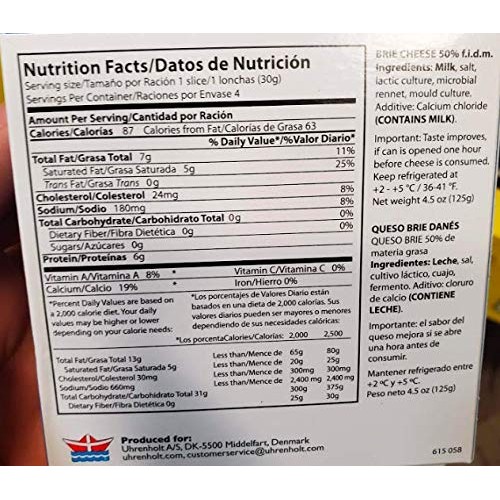 Nutrition Facts/Datos de Nutrición
Serving size/Tamaño por Ración 1 slice/1 lonchas (30g)
Servings Per Container/Raciones por Envase 4
Amount Per Serving/Cantidad por Ración
Calories/Calorías 87 Calories from Fat/Calorías de Grasa 63
% Daily Value*/%Valor Diario*
Total Fat/Grasa Total 7g 11%
Saturated Fat/Grasa Saturada 5g 25%
Trans Fat/Grasa Trans 0g
Cholesterol/Colesterol 24mg 8%
Sodium/Sodio 180mg 8%
Total Carbohydrate/Carbohidrato Total 0g 0%
Dietary Fiber/Fibra Dietética 0g 0%
Sugars/Azúcares 0g
Protein/Proteínas 6g
Vitamin A/Vitamina A 8% * Vitamin C/Vitamina C 0%
Calcium/Calcio 19% * Iron/Hierro 0%
*Percent Daily Values are based on
a 2,000 calorie diet. Your daily
values may be higher or lower
depending on your calorie needs:
*Los porcentajes de Valores Diario están
basados en una dieta de 2,000 calorías. Sus
valores diarios pueden ser mayores o menores
dependiendo de sus necesidades calóricas:
*Los porcentaCalories/Calorías: 2,000 2,500
Total Fat/Grasa Total 13g Less than/Mence de 65g 80g
Saturated Fat/Grasa Saturada 5g Less than/Mence de 20g 25g
Cholesterol/Colesterol 30mg Less than/Mence de 300mg 300mg
Sodium/Sodio 660mg Less than/Mence de 2,400 mg 2,400 mg
Total Carbohydrate/Carbohidrato Total 31g 300g 375g
Dietary Fiber/Fibra Dietética 0g 25g 30g
Produced for:
Uhrenholt A/S, DK-5500 Middelfart, Denmark
uhrenholt.com, customerservice@uhrenholt.com
BRIE CHEESE 50% f.i.d.m.
Ingredients: Milk, salt,
lactic culture, microbial
rennet, mould culture.
Additive: Calcium chloride
(CONTAINS MILK).
Important: Taste improves,
if can is opened one hour
before cheese is consumed.
Keep refrigerated at
+2 - +5 °C / 36-41 °F.
Net weight 4.5 oz (125g)
QUESO BRIE DANÉS
QUESO BRIE 50% de
materia grasa
Ingredientes: Leche, sal,
cultivo láctico, cuajo,
fermento. Aditivo: cloruro
de calcio (CONTIENE
LECHE).
Importante: el sabor del
queso mejora si se abre
una hora antes de
consumir.
Mantener refrigerado entre
+2 ºC y +5 ºC.
Peso neto 4.5 oz (125g)
615 058